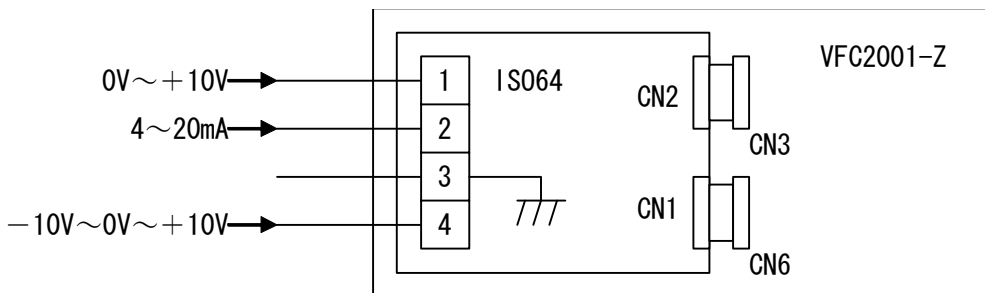 0V～+10V
4～20mA
−10V～0V～+10V
1
2
3
4
ISO64
CN2
CN1
CN3
CN6
VFC2001-Z